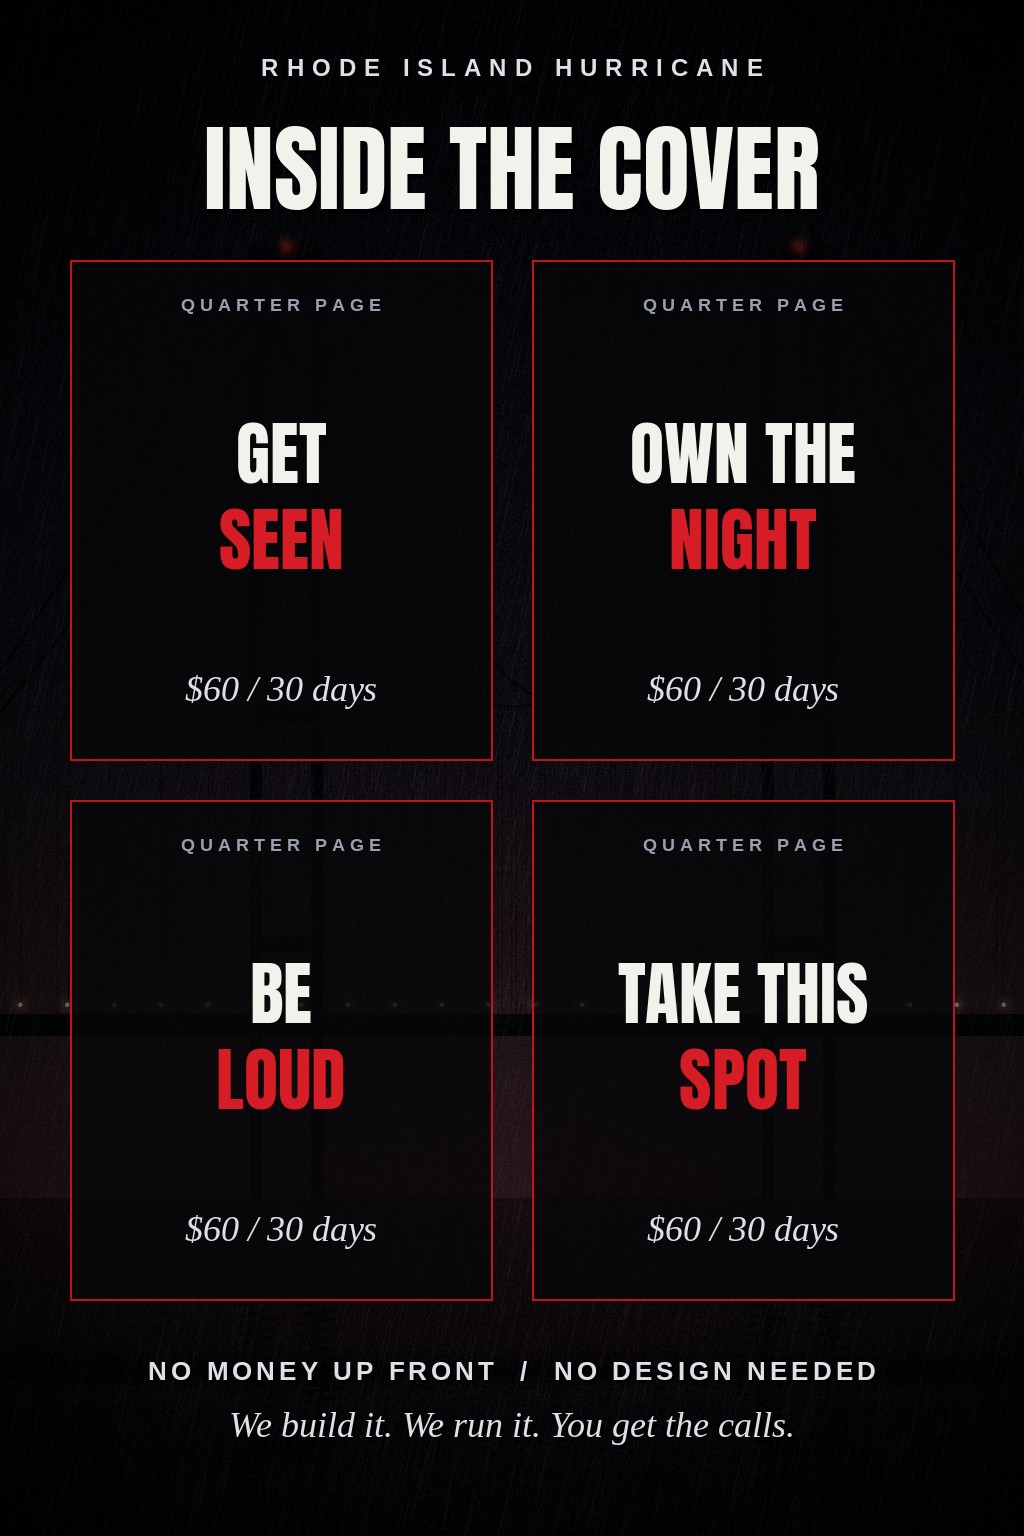 RHODE ISLAND HURRICANE
INSIDE THE COVER
QUARTER PAGE
GET
SEEN
$60 / 30 days
QUARTER PAGE
OWN THE
NIGHT
$60 / 30 days
QUARTER PAGE
BE
LOUD
$60 / 30 days
QUARTER PAGE
TAKE THIS
SPOT
$60 / 30 days
NO MONEY UP FRONT / NO DESIGN NEEDED
We build it. We run it. You get the calls.